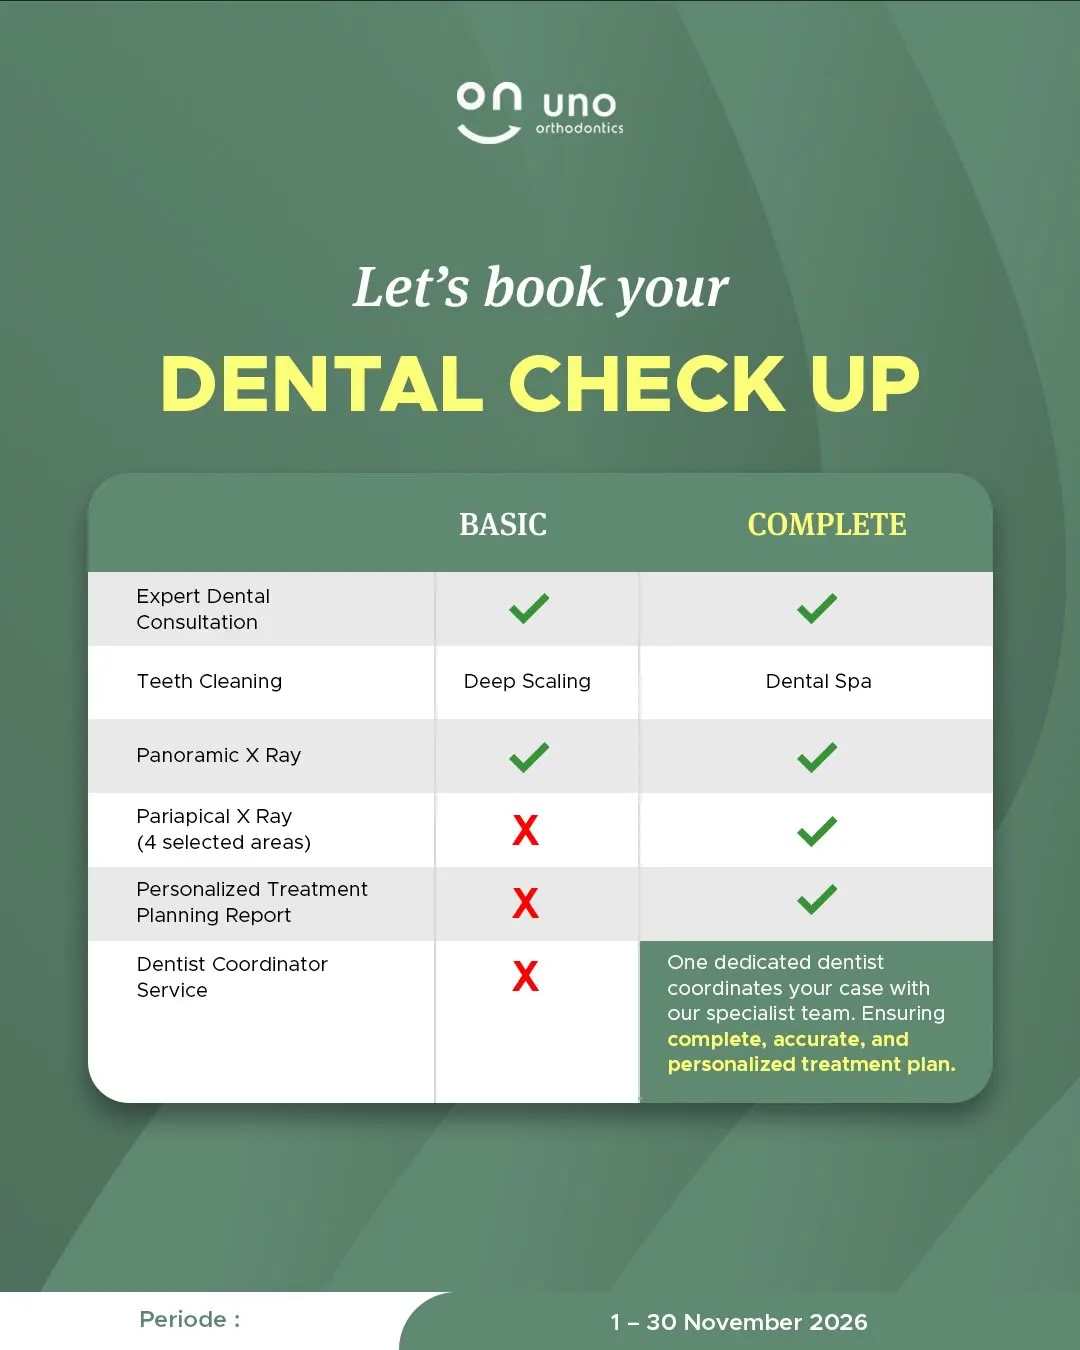 on uno
orthodontics
Let's book your
DENTAL CHECK UP
BASIC COMPLETE
Expert Dental
Consultation
Teeth Cleaning Deep Scaling Dental Spa
Panoramic X Ray
Pariapical X Ray
(4 selected areas)
X
Personalized Treatment
Planning Report
X
Dentist Coordinator
Service
X
One dedicated dentist
coordinates your case with
our specialist team. Ensuring
complete, accurate, and
personalized treatment plan.
Periode : 1 – 30 November 2026